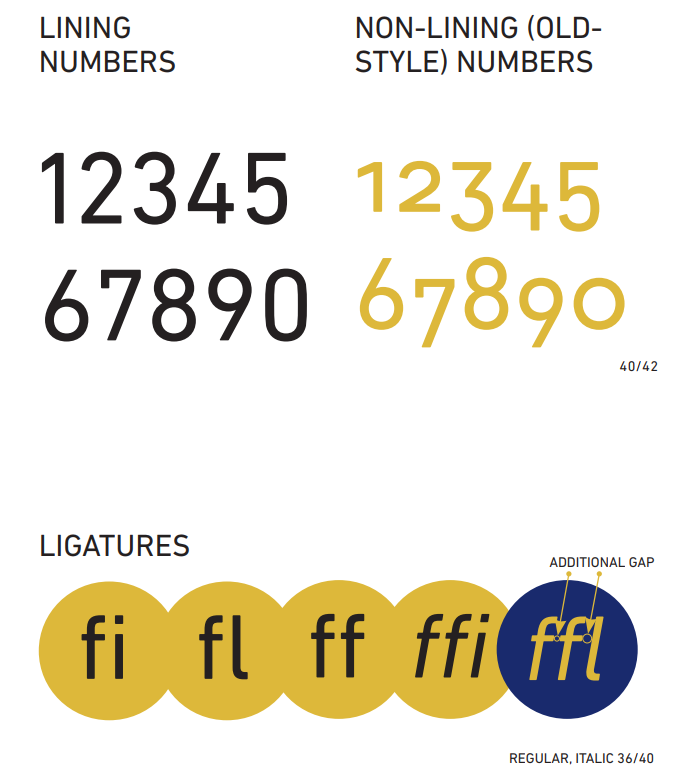 LINING
NUMBERS
NON-LINING (OLD-
STYLE) NUMBERS
12345
67890
12345
67890
40/42
LIGATURES
ADDITIONAL GAP
fi fl ff ffi ffl
REGULAR, ITALIC 36/40